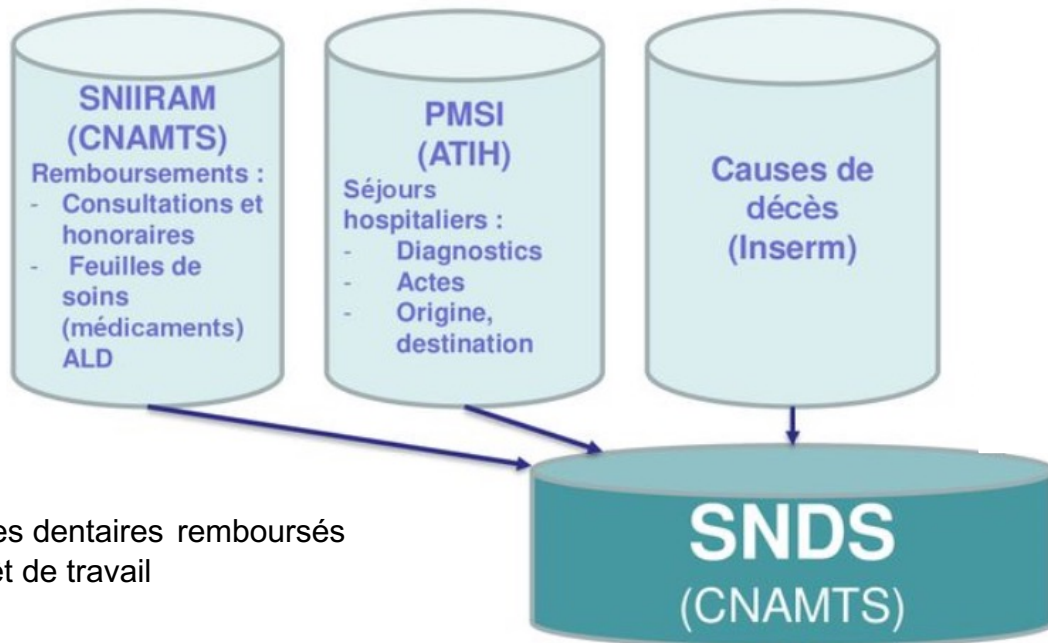 SNIIRAM
(CNAMTS)
Remboursements :
- Consultations et
honoraires
- Feuilles de
soins
(médicaments)
ALD
PMSI
(ATIH)
Séjours
hospitaliers :
- Diagnostics
- Actes
- Origine,
destination
Causes de
décès
(Inserm)
es dentaires remboursés
et de travail
SNDS
(CNAMTS)